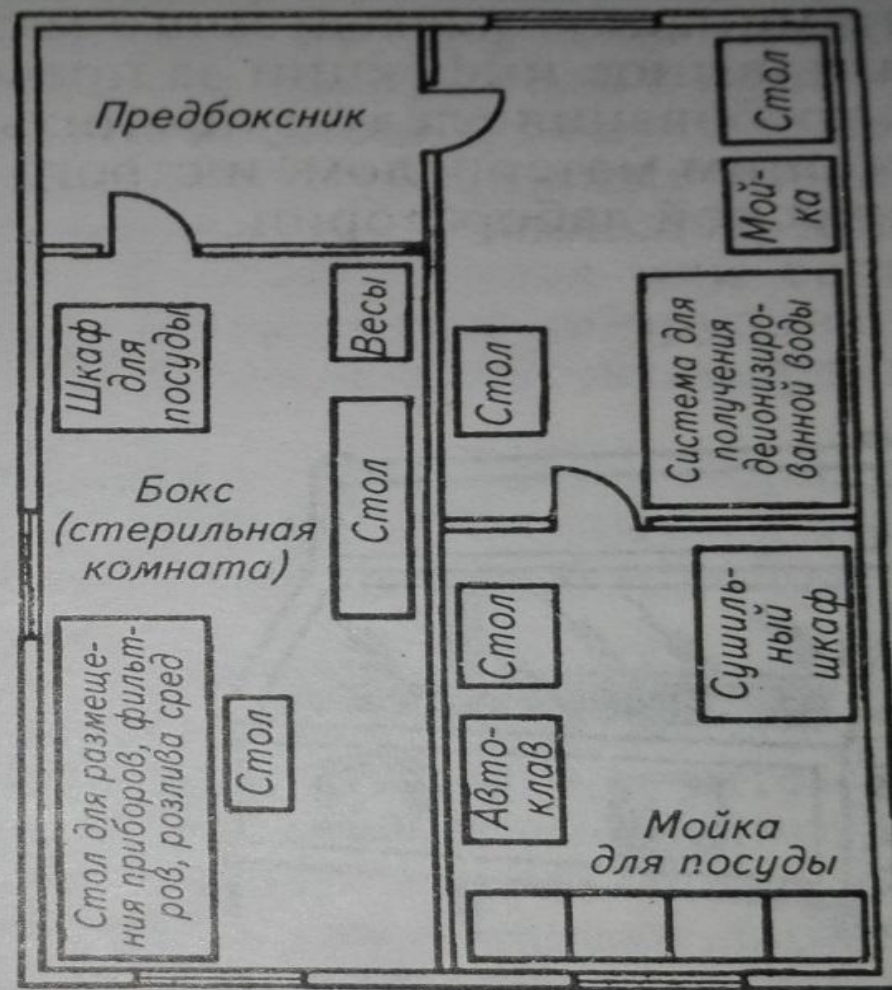 Предбоксник
Шкаф
для
посуды
Весы
Стол
Бокс
(стерильная
комната)
Стол для размеще-
ния приборов, фильт-
ров, розлива сред
Стол
Стол
Мой-
ка
Стол
Система для
получения
деионизиро-
ванной воды
Стол
Сушиль-
ный
шкаф
Авто-
клав
Мойка
для посуды